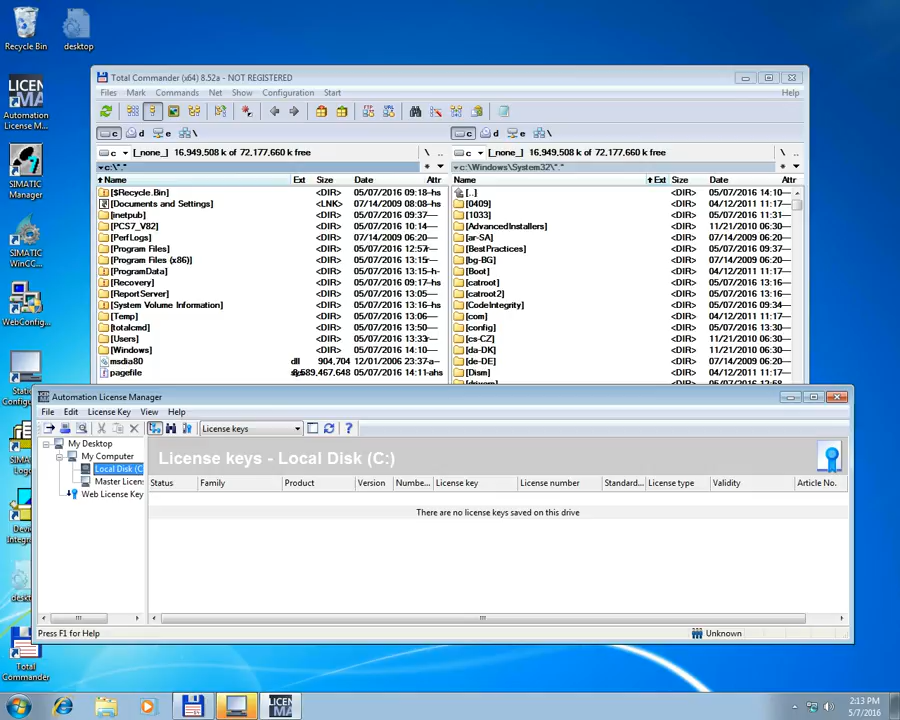 Recycle Bin
desktop
Automation
License M...
SIMATIC
Manager
SIMATIC
WinCC...
WebConfig...
Total
Commander
Total Commander (x64) 8.52a - NOT REGISTERED
Files Mark Commands Net Show Configuration Start Help
c d e \ c d e \
c [_none_] 16,949,508 k of 72,177,660 k free \ .. c [_none_] 16,949,508 k of 72,177,660 k free \ ..
c:\*.* * c:\Windows\System32\*.* *
Name Ext Size Date Attr Name Ext Size Date Attr
[$Recycle.Bin] <DIR> 05/07/2016 09:18-hs [..] <DIR> 05/07/2016 14:10---
[Documents and Settings] <LNK> 07/14/2009 08:08-hs [0409] <DIR> 04/12/2011 11:17---
[inetpub] <DIR> 05/07/2016 09:37--- [1033] <DIR> 05/07/2016 11:31---
[PCS7_V82] <DIR> 05/07/2016 10:14--- [AdvancedInstallers] <DIR> 11/21/2010 06:30---
[PerfLogs] <DIR> 07/14/2009 06:20--- [ar-SA] <DIR> 07/14/2009 06:20---
[Program Files] <DIR> 05/07/2016 12:57r-- [BestPractices] <DIR> 05/07/2016 09:34---
[Program Files (x86)] <DIR> 05/07/2016 13:15r-- [bg-BG] <DIR> 07/14/2009 06:20---
[ProgramData] <DIR> 05/07/2016 13:15-h- [Boot] <DIR> 04/12/2011 11:17---
[Recovery] <DIR> 05/07/2016 09:17-hs [catroot] <DIR> 05/07/2016 13:16---
[ReportServer] <DIR> 05/07/2016 13:05--- [catroot2] <DIR> 05/07/2016 13:16---
[System Volume Information] <DIR> 05/07/2016 13:16-hs [CodeIntegrity] <DIR> 05/07/2016 09:34---
[Temp] <DIR> 05/07/2016 13:06--- [com] <DIR> 04/12/2011 11:17---
[totalcmd] <DIR> 05/07/2016 13:50--- [config] <DIR> 05/07/2016 13:30---
[Users] <DIR> 05/07/2016 13:33r-- [cs-CZ] <DIR> 11/21/2010 06:30---
[Windows] <DIR> 05/07/2016 14:10--- [da-DK] <DIR> 11/21/2010 06:30---
msdia80 dll 904,704 12/01/2006 23:37-a-- [de-DE] <DIR> 07/14/2009 06:20---
pagefile 05/07/2016 14:11-ahs [Dism] <DIR> 04/12/2011 11:17---
Automation License Manager
File Edit License Key View Help
License keys
My Desktop
My Computer
Local Disk (C
Master Licens
Web License Key
License keys - Local Disk (C:)
Status Family Product Version Numbe... License key License number Standard... License type Validity Article No.
There are no license keys saved on this drive
Press F1 for Help Unknown
2:13 PM
5/7/2016